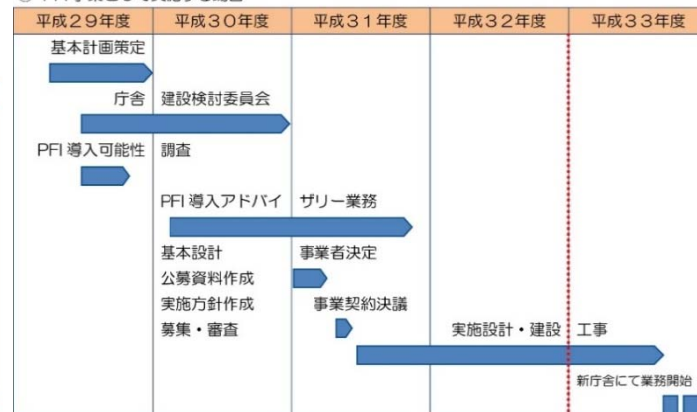 平成29年度 平成30年度 平成31年度 平成32年度 平成33年度
基本計画策定
庁舎 建設検討委員会
PFI 導入可能性 調査
PFI 導入アドバイ ザリー業務
基本設計 事業者決定
公募資料作成
実施方針作成 事業契約決議
募集・審査 実施設計・建設 工事
新庁舎にて業務開始